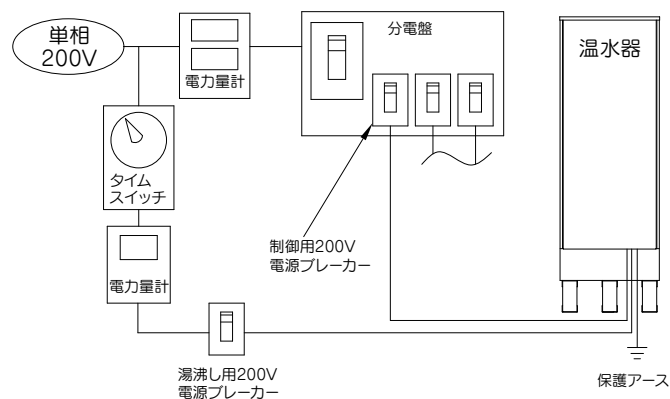 単相
200V
電力量計
分電盤
温水器
タイム
スイッチ
電力量計
制御用200V
電源ブレーカー
湯沸し用200V
電源ブレーカー
保護アース